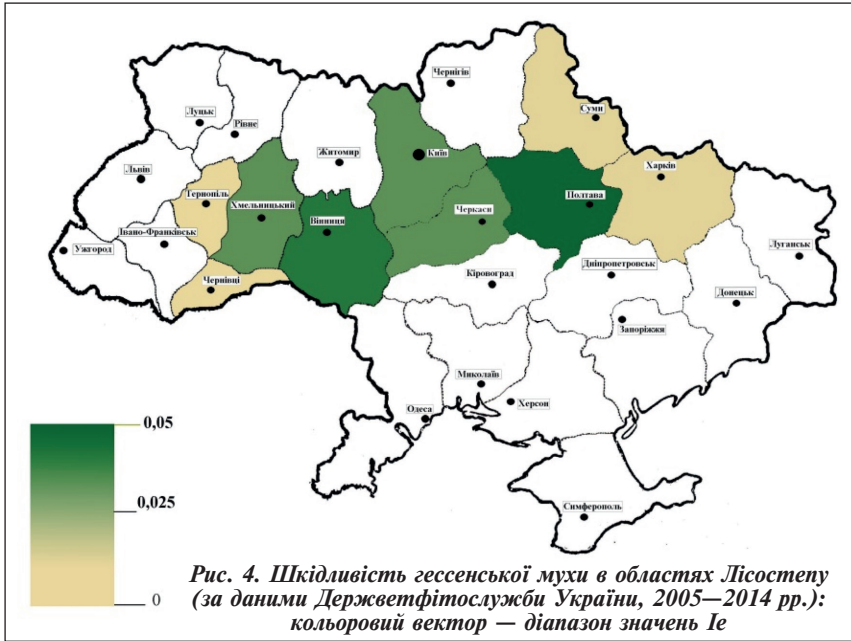 Чернігів
Суми
Луцьк
Рівне
Житомир
Київ
Харків
Львів
Тернопіль
Хмельницький
Полтава
Вінниця
Черкаси
Івано-Франківськ
Ужгород
Луганськ
Чернівці
Кіровоград
Дніпропетровськ
Донецьк
Запоріжжя
Миколаїв
Херсон
Одеса
Симферополь
0,05
0,025
0
Рис. 4. Шкідливість гессенської мухи в областях Лісостепу
(за даними Держветфітослужби України, 2005—2014 рр.):
кольоровий вектор — діапазон значень Іе